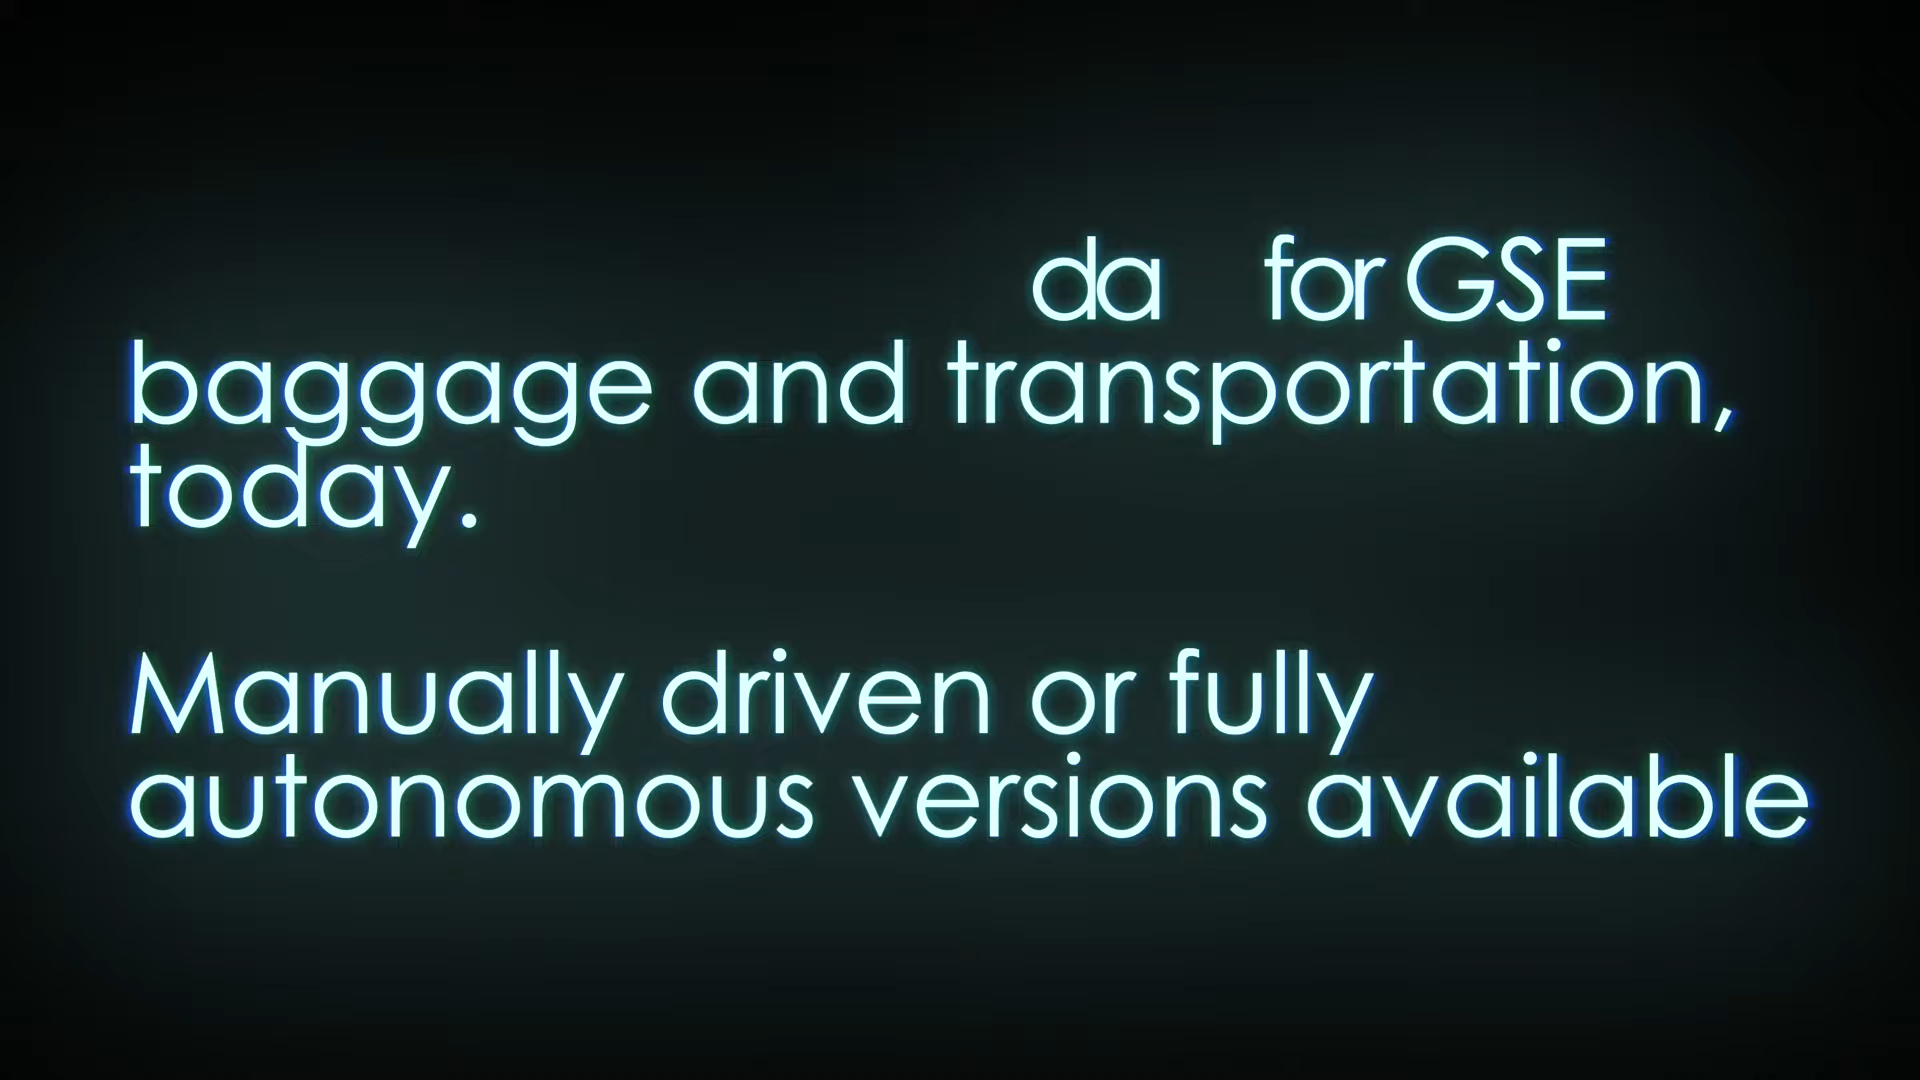 da for GSE
baggage and transportation,
today.
Manually driven or fully
autonomous versions available